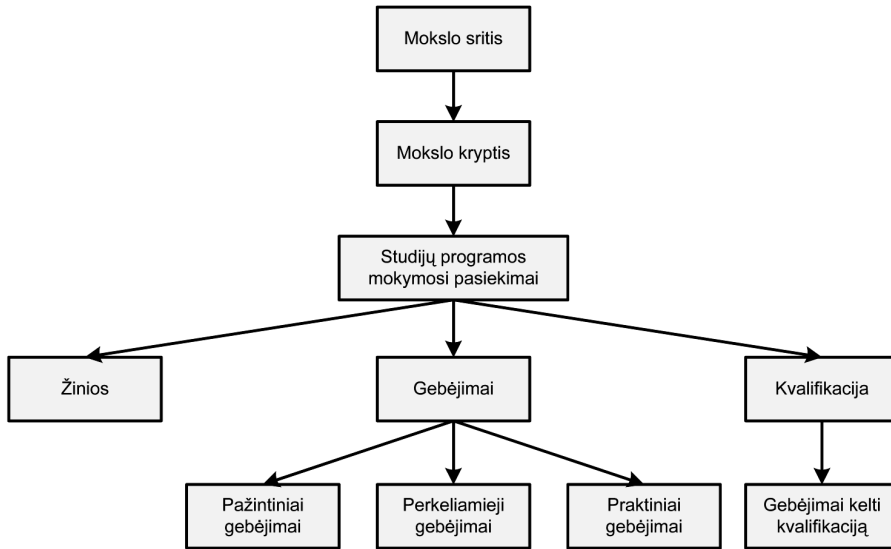 Mokslo sritis
Mokslo kryptis
Studijų programos
mokymosi pasiekimai
Žinios
Gebėjimai
Kvalifikacija
Pažintiniai
gebėjimai
Perkeliamieji
gebėjimai
Praktiniai
gebėjimai
Gebėjimai kelti
kvalifikaciją